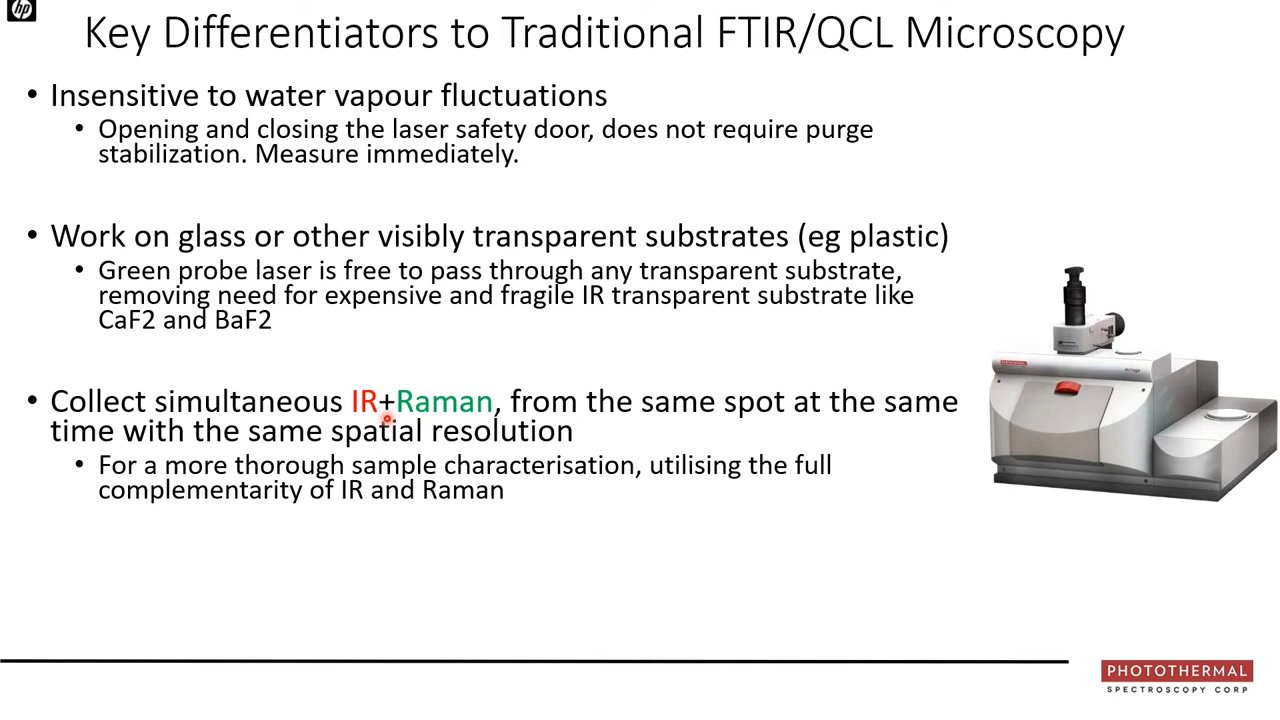 hp
Key Differentiators to Traditional FTIR/QCL Microscopy
• Insensitive to water vapour fluctuations
• Opening and closing the laser safety door, does not require purge
stabilization. Measure immediately.
• Work on glass or other visibly transparent substrates (eg plastic)
• Green probe laser is free to pass through any transparent substrate,
removing need for expensive and fragile IR transparent substrate like
CaF2 and BaF2
• Collect simultaneous IR+Raman, from the same spot at the same
time with the same spatial resolution
• For a more thorough sample characterisation, utilising the full
complementarity of IR and Raman
PHOTOTHERMAL
SPECTROSCOPY CORP